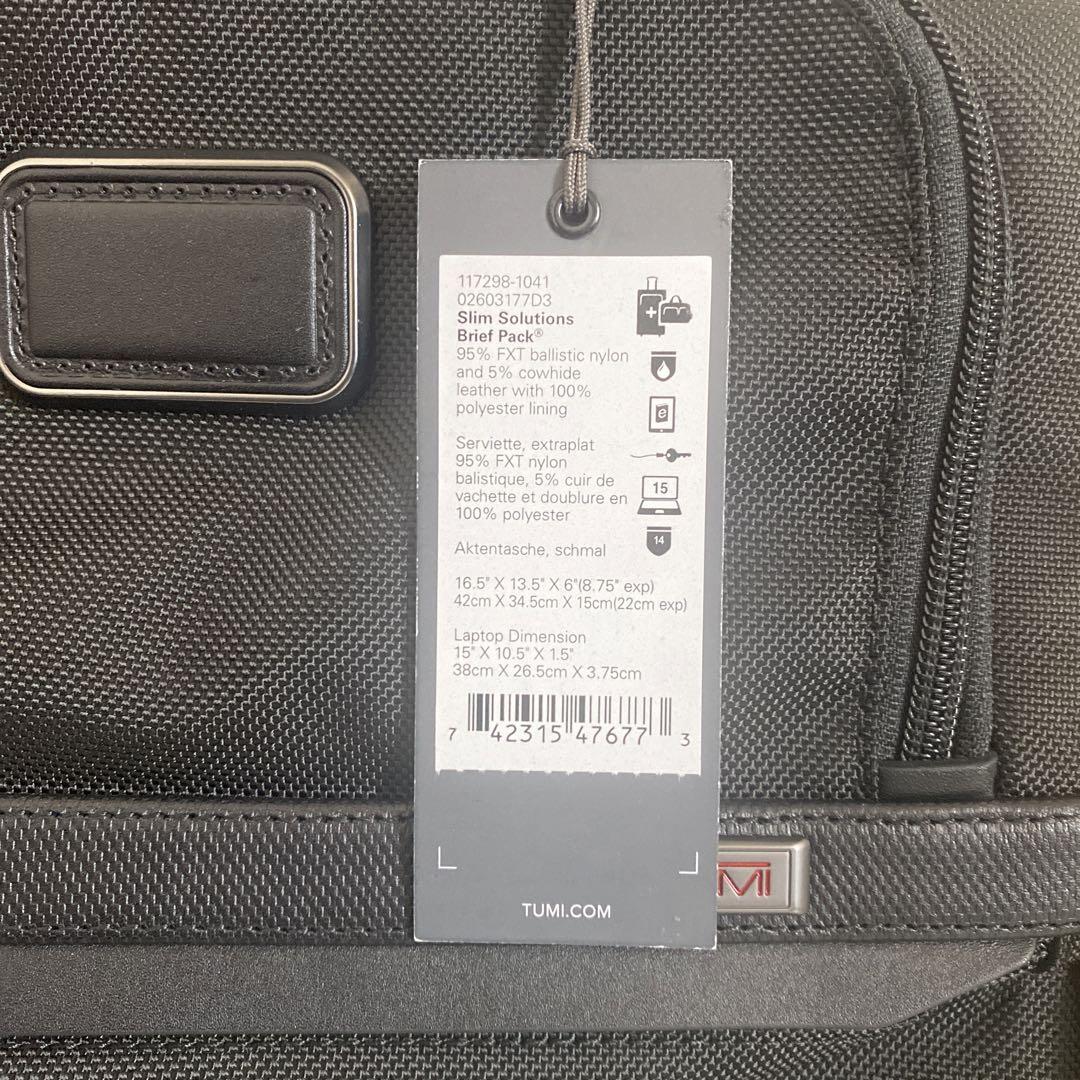 117298-1041
02603177D3
Slim Solutions
Brief Pack®
95% FXT ballistic nylon
and 5% cowhide
leather with 100%
polyester lining
Serviette, extraplat
95% FXT nylon
balistique, 5% cuir de
vachette et doublure en
100% polyester
Aktentasche, schmal
16.5" X 13.5" X 6"(8.75" exp)
42cm X 34.5cm X 15cm(22cm exp)
Laptop Dimension
15" X 10.5" X 1.5"
38cm X 26.5cm X 3.75cm
7 42315 47677 3
e
15
14
TUMI.COM
TUMI